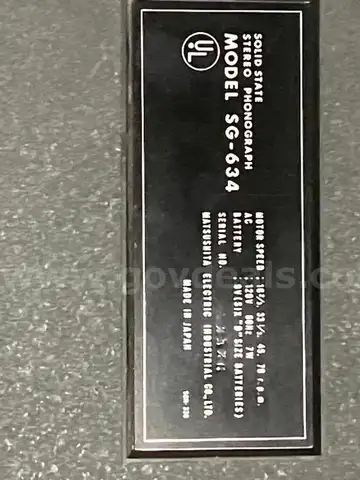 UL
SOLID STATE
STEREO PHONOGRAPH
MODEL SG-634
MOTOR SPEED : 16⅔, 33⅓, 45, 78 r.p.m.
AC : 120V 60Hz 7W
BATTERY : 9V(SIX "D" SIZE BATTERIES)
SERIAL NO.
MATSUSHITA ELECTRIC INDUSTRIAL CO., LTD.
MADE IN JAPAN
govdeals.c